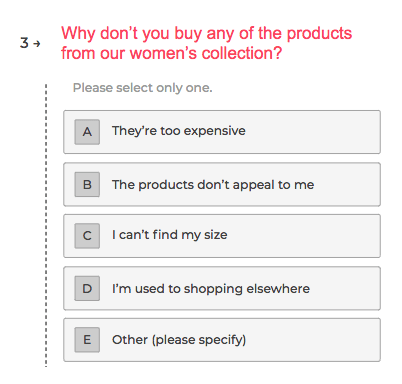 3→ Why don't you buy any of the products
from our women's collection?
Please select only one.
A They're too expensive
B The products don't appeal to me
C I can't find my size
D I'm used to shopping elsewhere
E Other (please specify)